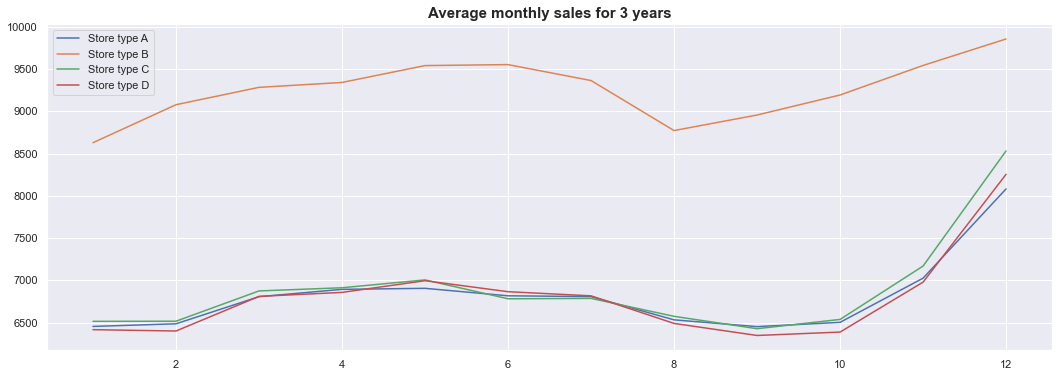 Average monthly sales for 3 years
Store type A
Store type B
Store type C
Store type D
10000
9500
9000
8500
8000
7500
7000
6500
2 4 6 8 10 12